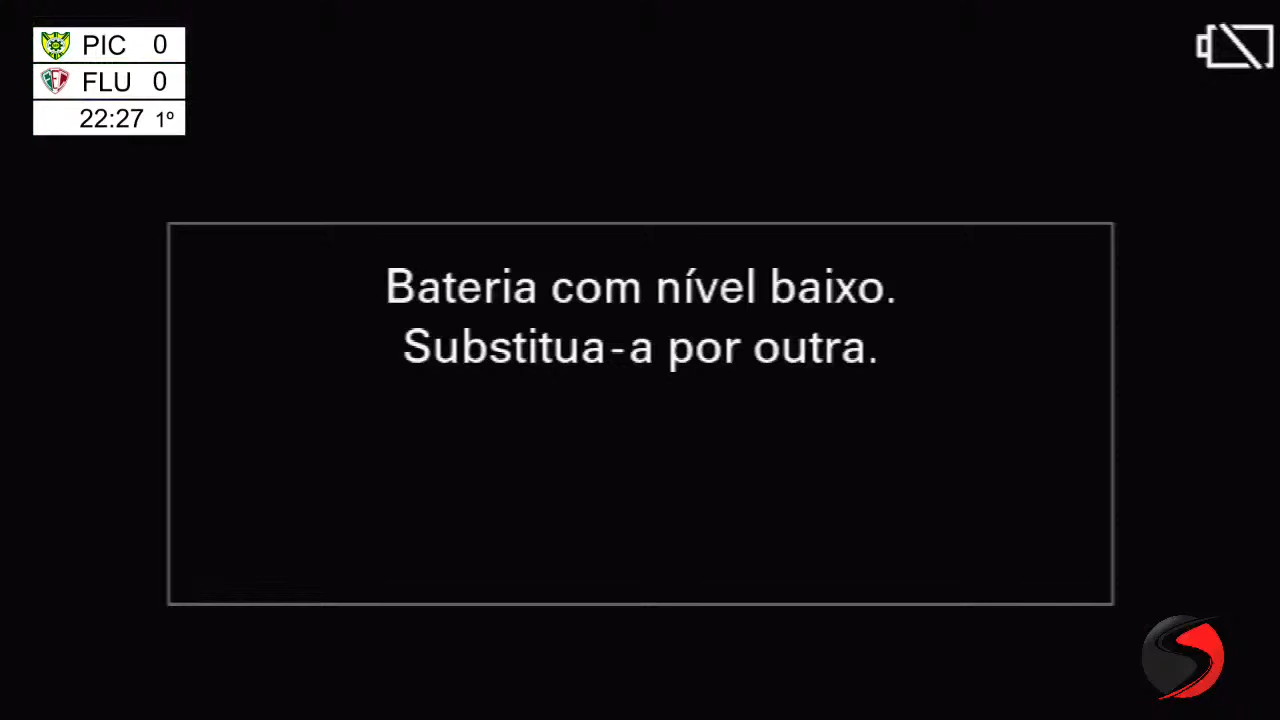 PIC 0
FLU 0
22:27 1º
Bateria com nível baixo.
Substitua-a por outra.